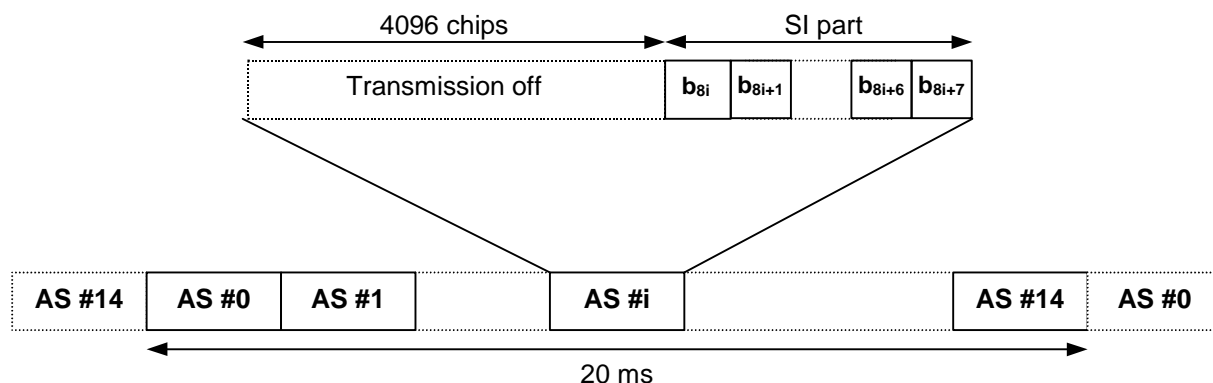 4096 chips SI part
Transmission off b8i b8i+1 b8i+6 b8i+7
AS #14 AS #0 AS #1 AS #i AS #14 AS #0
20 ms